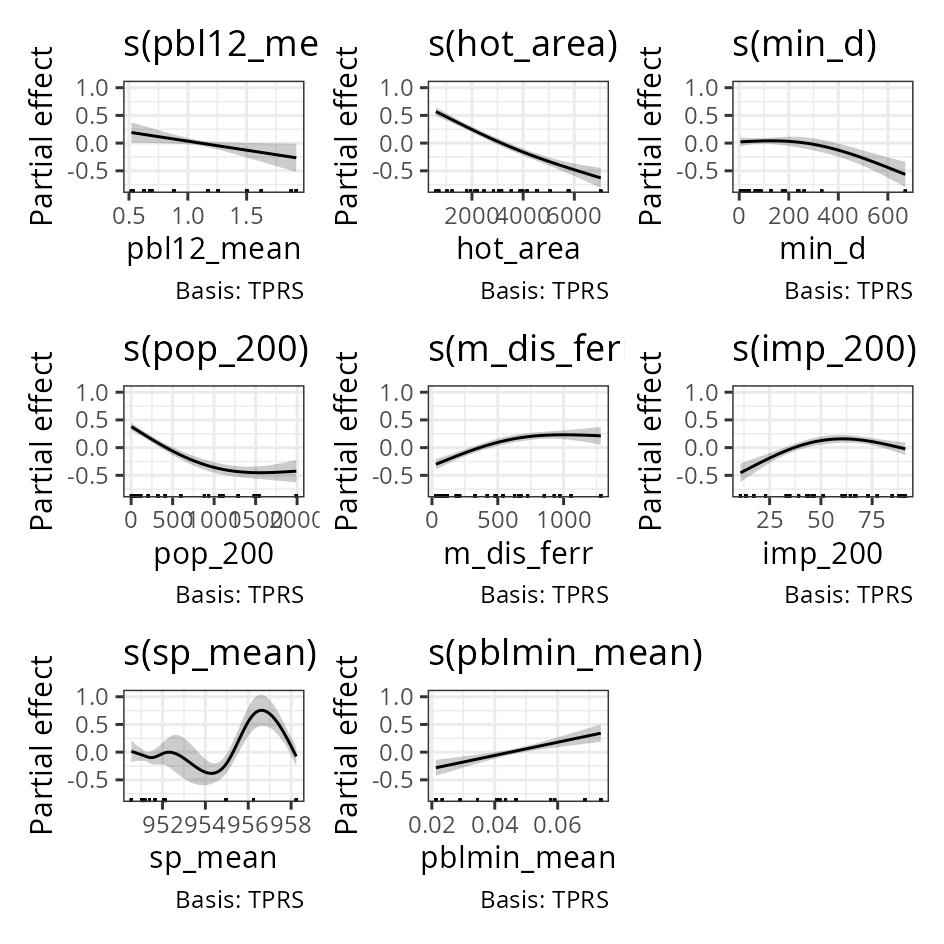 s(pbl12_me
s(hot_area)
s(min_d)
Partial effect
1.0
0.5
0.0
-0.5
0.5 1.0 1.5
pbl12_mean
Basis: TPRS
Partial effect
1.0
0.5
0.0
-0.5
2000 4000 6000
hot_area
Basis: TPRS
Partial effect
1.0
0.5
0.0
-0.5
0 200 400 600
min_d
Basis: TPRS
s(pop_200)
s(m_dis_fer
s(imp_200)
Partial effect
1.0
0.5
0.0
-0.5
0 500 1000 1500 2000
pop_200
Basis: TPRS
Partial effect
1.0
0.5
0.0
-0.5
0 500 1000
m_dis_ferr
Basis: TPRS
Partial effect
1.0
0.5
0.0
-0.5
25 50 75
imp_200
Basis: TPRS
s(sp_mean)
s(pblmin_mean)
Partial effect
1.0
0.5
0.0
-0.5
952 954 956 958
sp_mean
Basis: TPRS
Partial effect
1.0
0.5
0.0
-0.5
0.02 0.04 0.06
pblmin_mean
Basis: TPRS